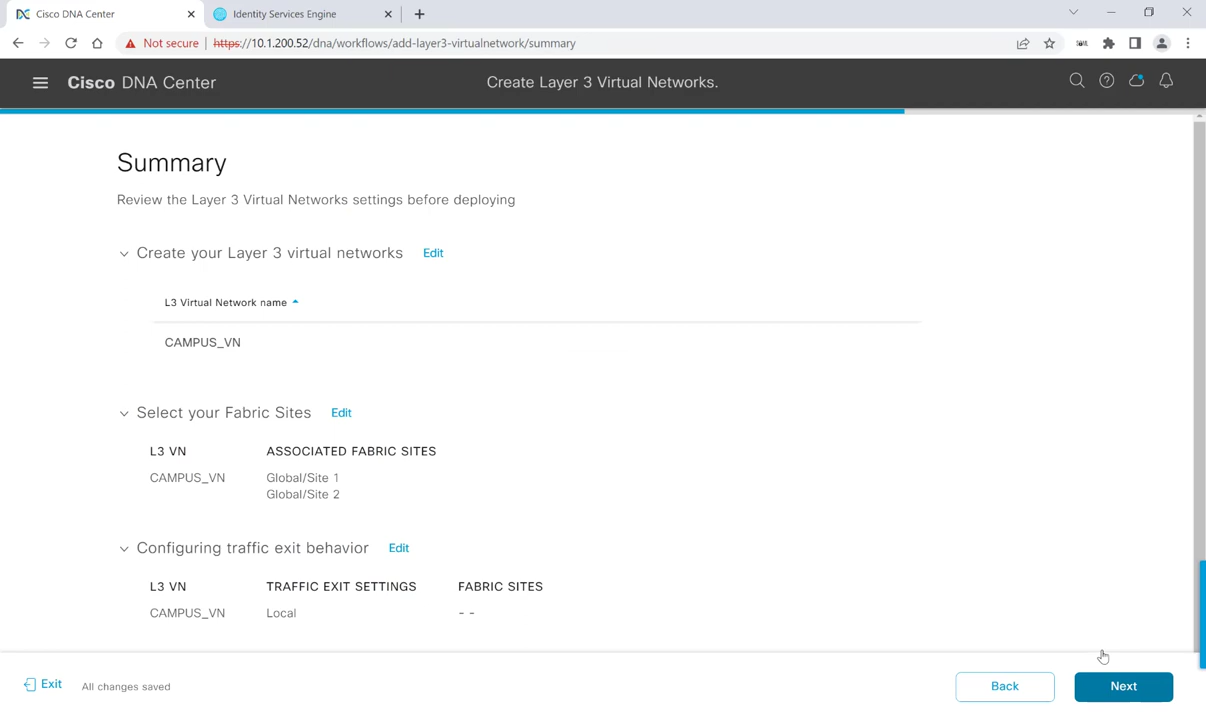 Cisco DNA Center
Identity Services Engine
Not secure | https://10.1.200.52/dna/workflows/add-layer3-virtualnetwork/summary
Cisco DNA Center
Create Layer 3 Virtual Networks.
Summary
Review the Layer 3 Virtual Networks settings before deploying
Create your Layer 3 virtual networks Edit
L3 Virtual Network name
CAMPUS_VN
Select your Fabric Sites Edit
L3 VN ASSOCIATED FABRIC SITES
CAMPUS_VN Global/Site 1
Global/Site 2
Configuring traffic exit behavior Edit
L3 VN TRAFFIC EXIT SETTINGS FABRIC SITES
CAMPUS_VN Local - -
Exit All changes saved Back Next